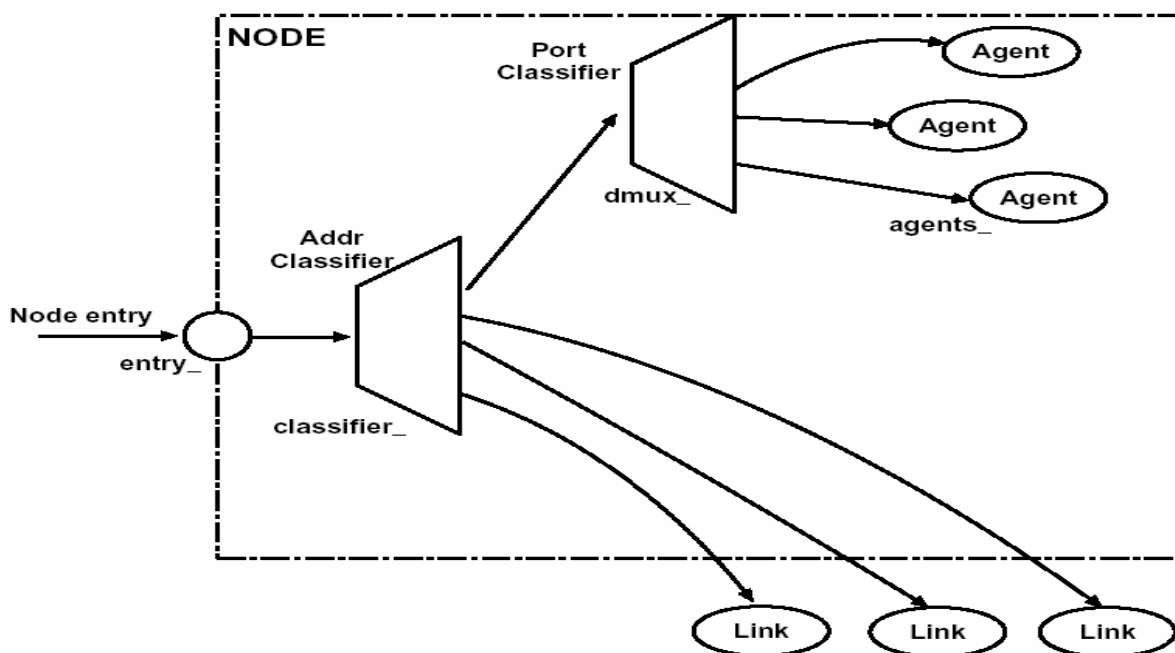 NODE
Port
Classifier
Agent
Agent
dmux_
Agent
agents_
Addr
Classifier
Node entry
entry_
classifier_
Link
Link
Link